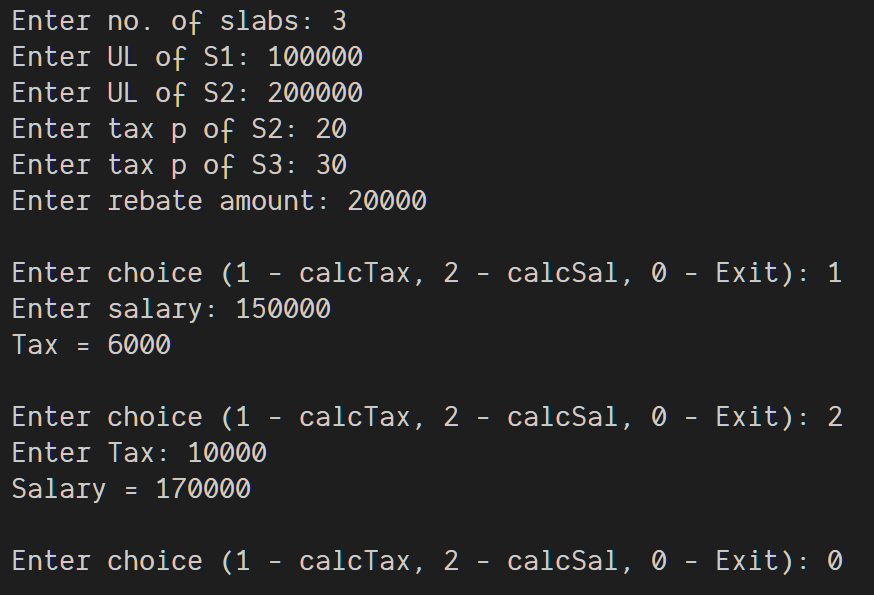 Enter no. of slabs: 3
Enter UL of S1: 100000
Enter UL of S2: 200000
Enter tax p of S2: 20
Enter tax p of S3: 30
Enter rebate amount: 20000
Enter choice (1 - calcTax, 2 - calcSal, 0 - Exit): 1
Enter salary: 150000
Tax = 6000
Enter choice (1 - calcTax, 2 - calcSal, 0 - Exit): 2
Enter Tax: 10000
Salary = 170000
Enter choice (1 - calcTax, 2 - calcSal, 0 - Exit): 0